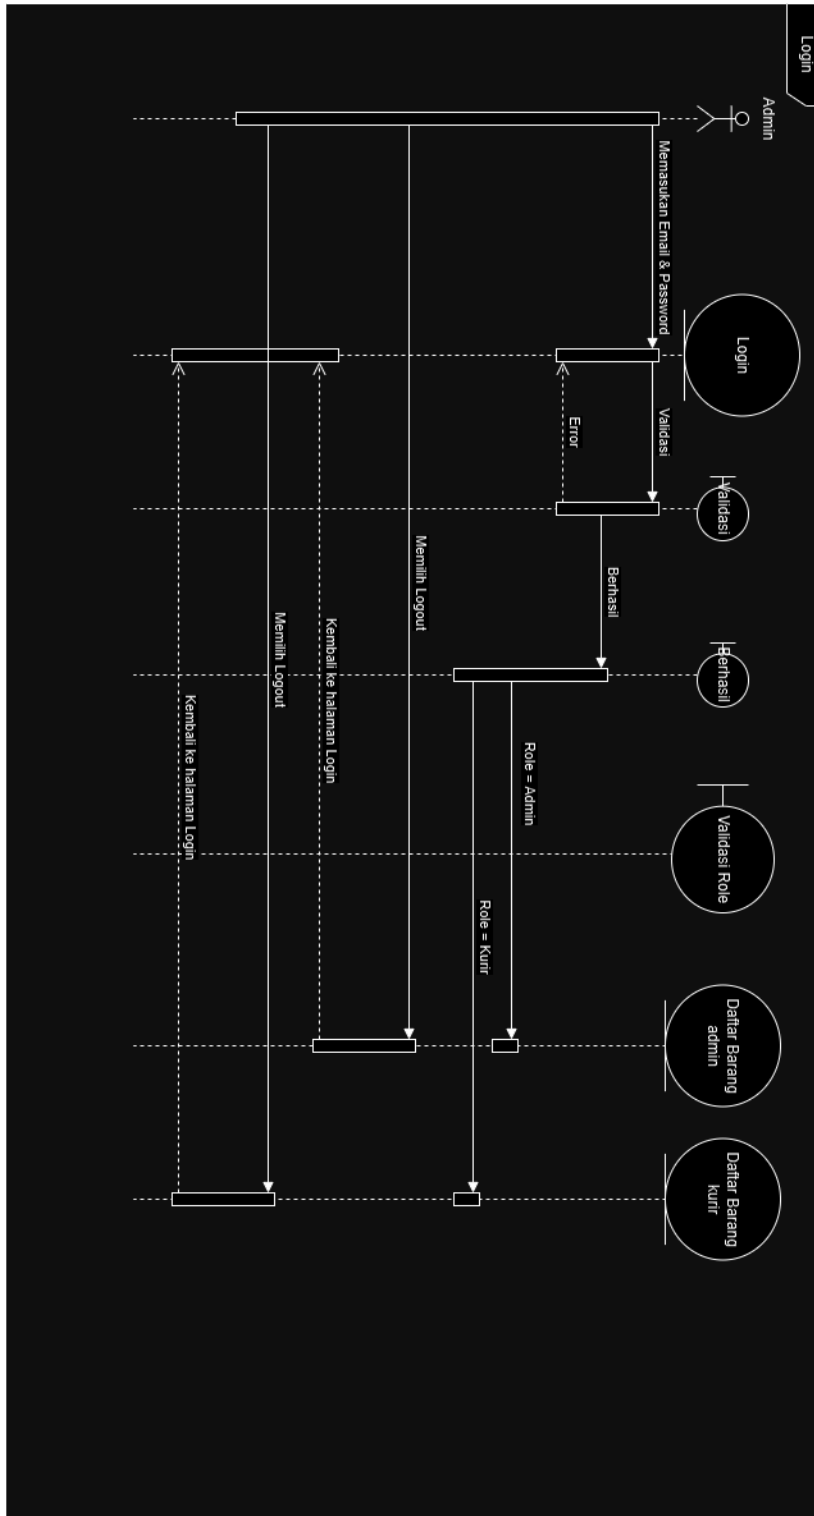 Login
Admin
Login
Validasi
Berhasil
Validasi Role
Daftar Barang
admin
Daftar Barang
kurir
Memasukan Email & Password
Validasi
Berhasil
Error
Role = Admin
Role = Kurir
Memilih Logout
Kembali ke halaman Login
Memilih Logout
Kembali ke halaman Login